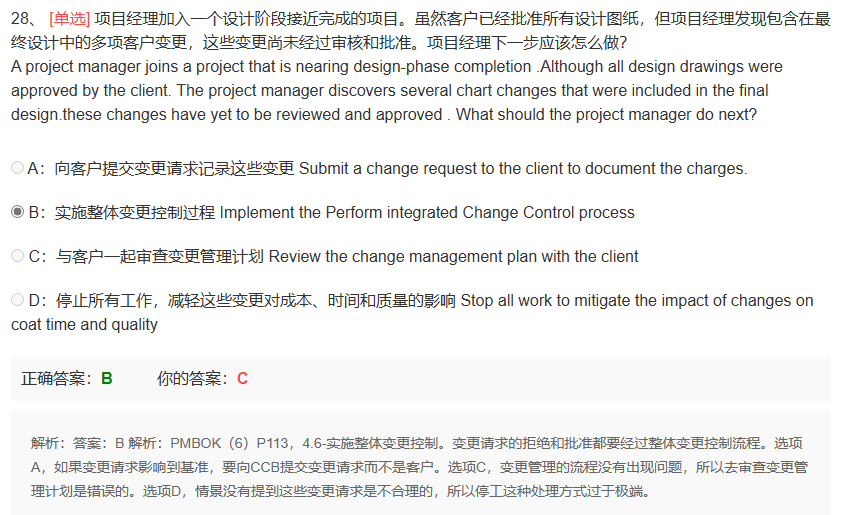 28、 [单选] 项目经理加入一个设计阶段接近完成的项目。虽然客户已经批准所有设计图纸，但项目经理发现包含在最
终设计中的多项客户变更，这些变更尚未经过审核和批准。项目经理下一步应该怎么做?
A project manager joins a project that is nearing design-phase completion .Although all design drawings were
approved by the client. The project manager discovers several chart changes that were included in the final
design.these changes have yet to be reviewed and approved . What should the project manager do next?
A： 向客户提交变更请求记录这些变更 Submit a change request to the client to document the charges.
B： 实施整体变更控制过程 Implement the Perform integrated Change Control process
C： 与客户一起审查变更管理计划 Review the change management plan with the client
D： 停止所有工作，减轻这些变更对成本、时间和质量的影响 Stop all work to mitigate the impact of changes on
coat time and quality
正确答案： B 你的答案： C
解析：答案：B 解析：PMBOK（6）P113，4.6-实施整体变更控制。变更请求的拒绝和批准都要经过整体变更控制流程。选项
A，如果变更请求影响到基准，要向CCB提交变更请求而不是客户。选项C，变更管理的流程没有出现问题，所以去审查变更管
理计划是错误的。选项D，情景没有提到这些变更请求是不合理的，所以停工这种处理方式过于极端。